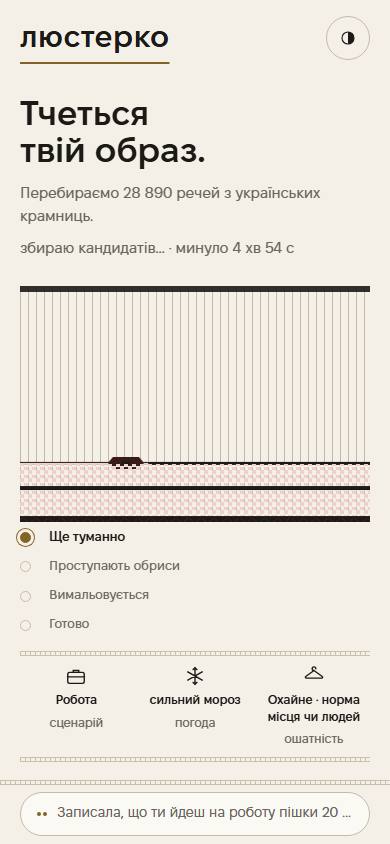 люстерко
Тчеться
твій образ.
Перебираємо 28 890 речей з українських
крамниць.
збираю кандидатів... · минуло 4 хв 54 с
Ще туманно
Проступають обриси
Вимальовується
Готово
Робота
сценарій
сильний мороз
погода
Охайне · норма
місця чи людей
ошатність
Записала, що ти йдеш на роботу пішки 20 ...